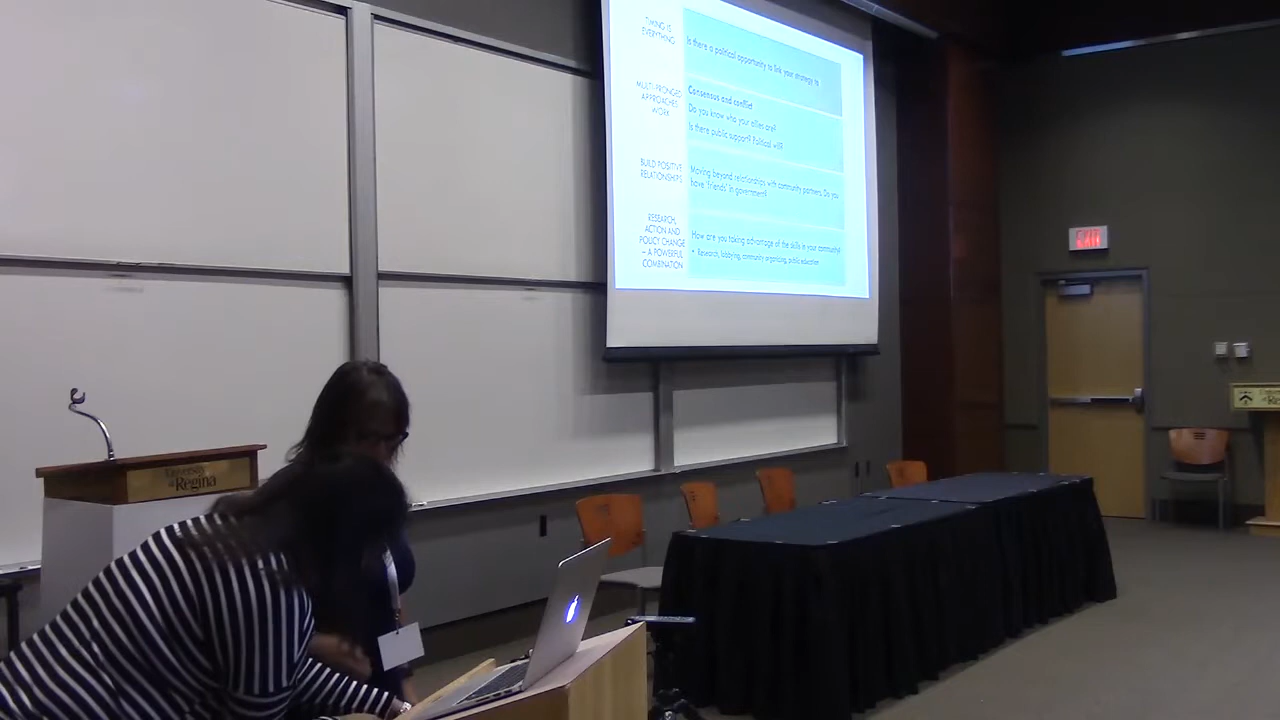 TIMING IS
EVERYTHING
Is there a political opportunity to link your strategy to
MULTI-PRONGED
APPROACHES
WORK
Consensus and conflict
Do you know who your allies are?
Is there public support? Political will?
BUILD POSITIVE
RELATIONSHIPS
Moving beyond relationships with community partners. Do you
have 'friends' in government?
RESEARCH,
ACTION AND
POLICY CHANGE
– A POWERFUL
COMBINATION
How are you taking advantage of the skills in your community?
• Research, lobbying, community organizing, public education
EXIT
University
of Regina